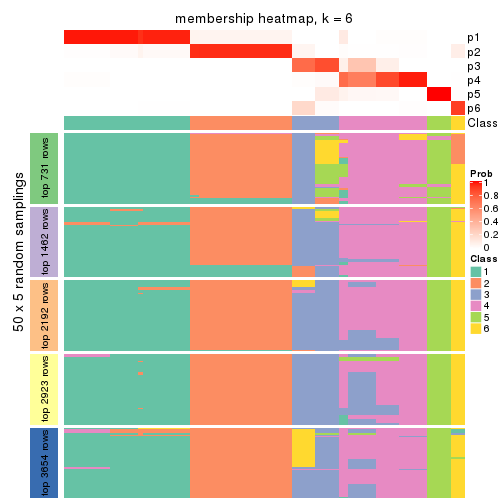 membership heatmap, k = 6
p1
p2
p3
p4
p5
p6
Class
50 x 5 random samplings
top 731 rows
top 1462 rows
top 2192 rows
top 2923 rows
top 3654 rows
Prob
1
0.8
0.6
0.4
0.2
0
Class
1
2
3
4
5
6